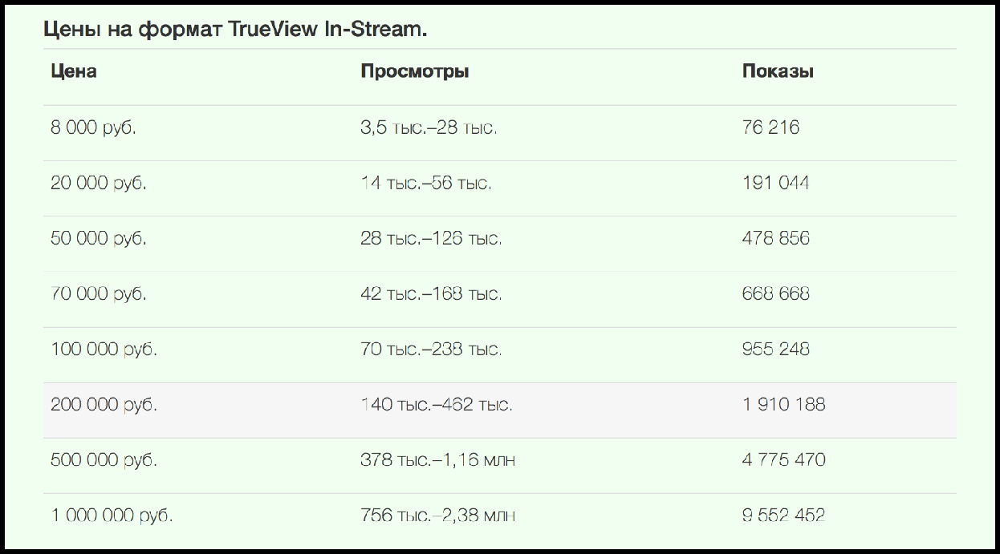 Цены на формат TrueView In-Stream.
Цена Просмотры Показы
8 000 руб. 3,5 тыс.–28 тыс. 76 216
20 000 руб. 14 тыс.–56 тыс. 191 044
50 000 руб. 28 тыс.–126 тыс. 478 856
70 000 руб. 42 тыс.–168 тыс. 668 668
100 000 руб. 70 тыс.–238 тыс. 955 248
200 000 руб. 140 тыс.–462 тыс. 1 910 188
500 000 руб. 378 тыс.–1,16 млн 4 775 470
1 000 000 руб. 756 тыс.–2,38 млн 9 552 452